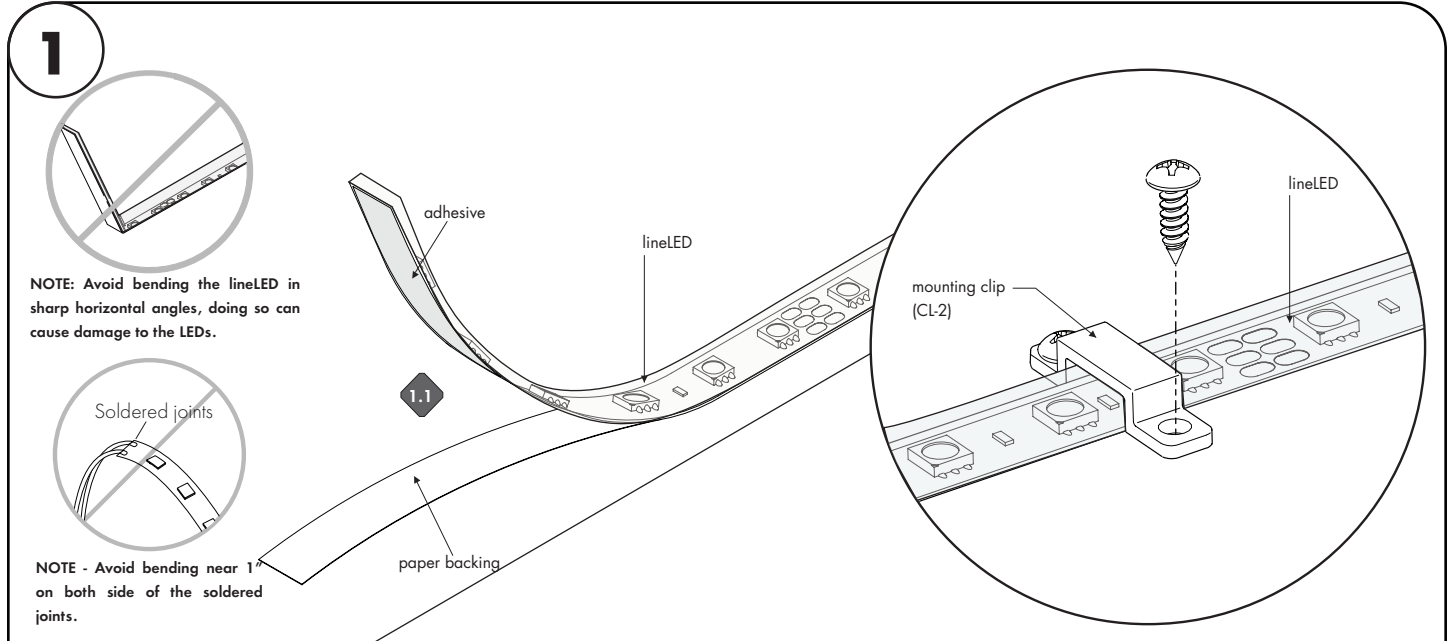 1
NOTE: Avoid bending the lineLED in
sharp horizontal angles, doing so can
cause damage to the LEDs.
Soldered joints
NOTE - Avoid bending near 1"
on both side of the soldered
joints.
adhesive
lineLED
1.1
paper backing
mounting clip
(CL-2)
lineLED